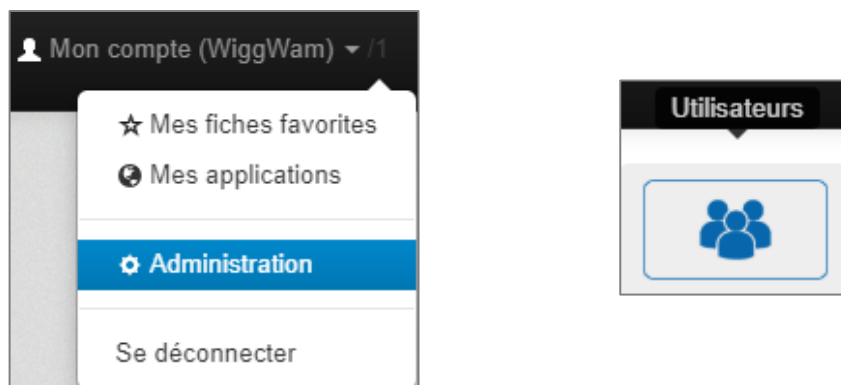 Mon compte (WiggWam) /1
Mes fiches favorites
Mes applications
Administration
Se déconnecter
Utilisateurs